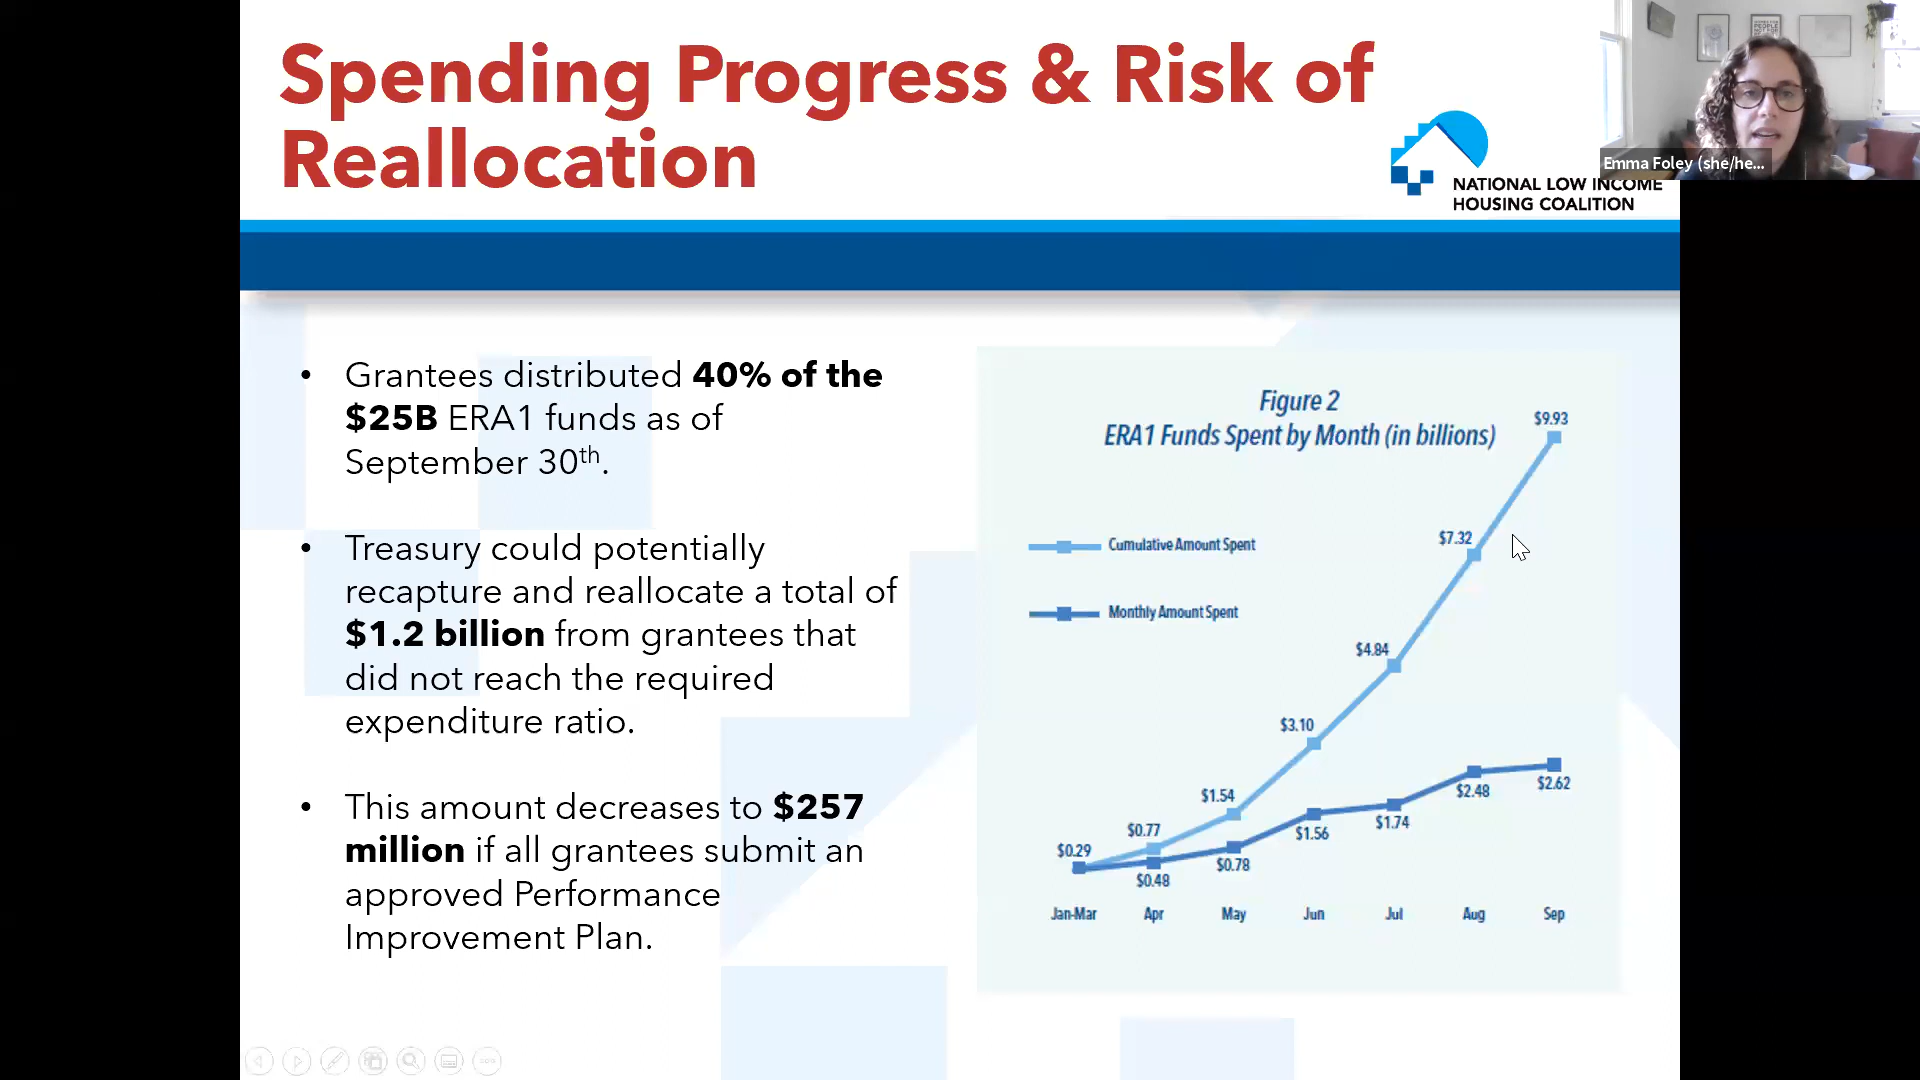 Spending Progress & Risk of
Reallocation
NATIONAL LOW INCOME
HOUSING COALITION
Emma Foley (she/he...
• Grantees distributed 40% of the
$25B ERA1 funds as of
September 30th.
• Treasury could potentially
recapture and reallocate a total of
$1.2 billion from grantees that
did not reach the required
expenditure ratio.
• This amount decreases to $257
million if all grantees submit an
approved Performance
Improvement Plan.
Figure 2
ERA1 Funds Spent by Month (in billions)
Cumulative Amount Spent
Monthly Amount Spent
$9.93
$7.32
$4.84
$3.10
$1.54
$0.77
$0.29
$0.48
$0.78
$1.56
$1.74
$2.48
$2.62
Jan-Mar Apr May Jun Jul Aug Sep